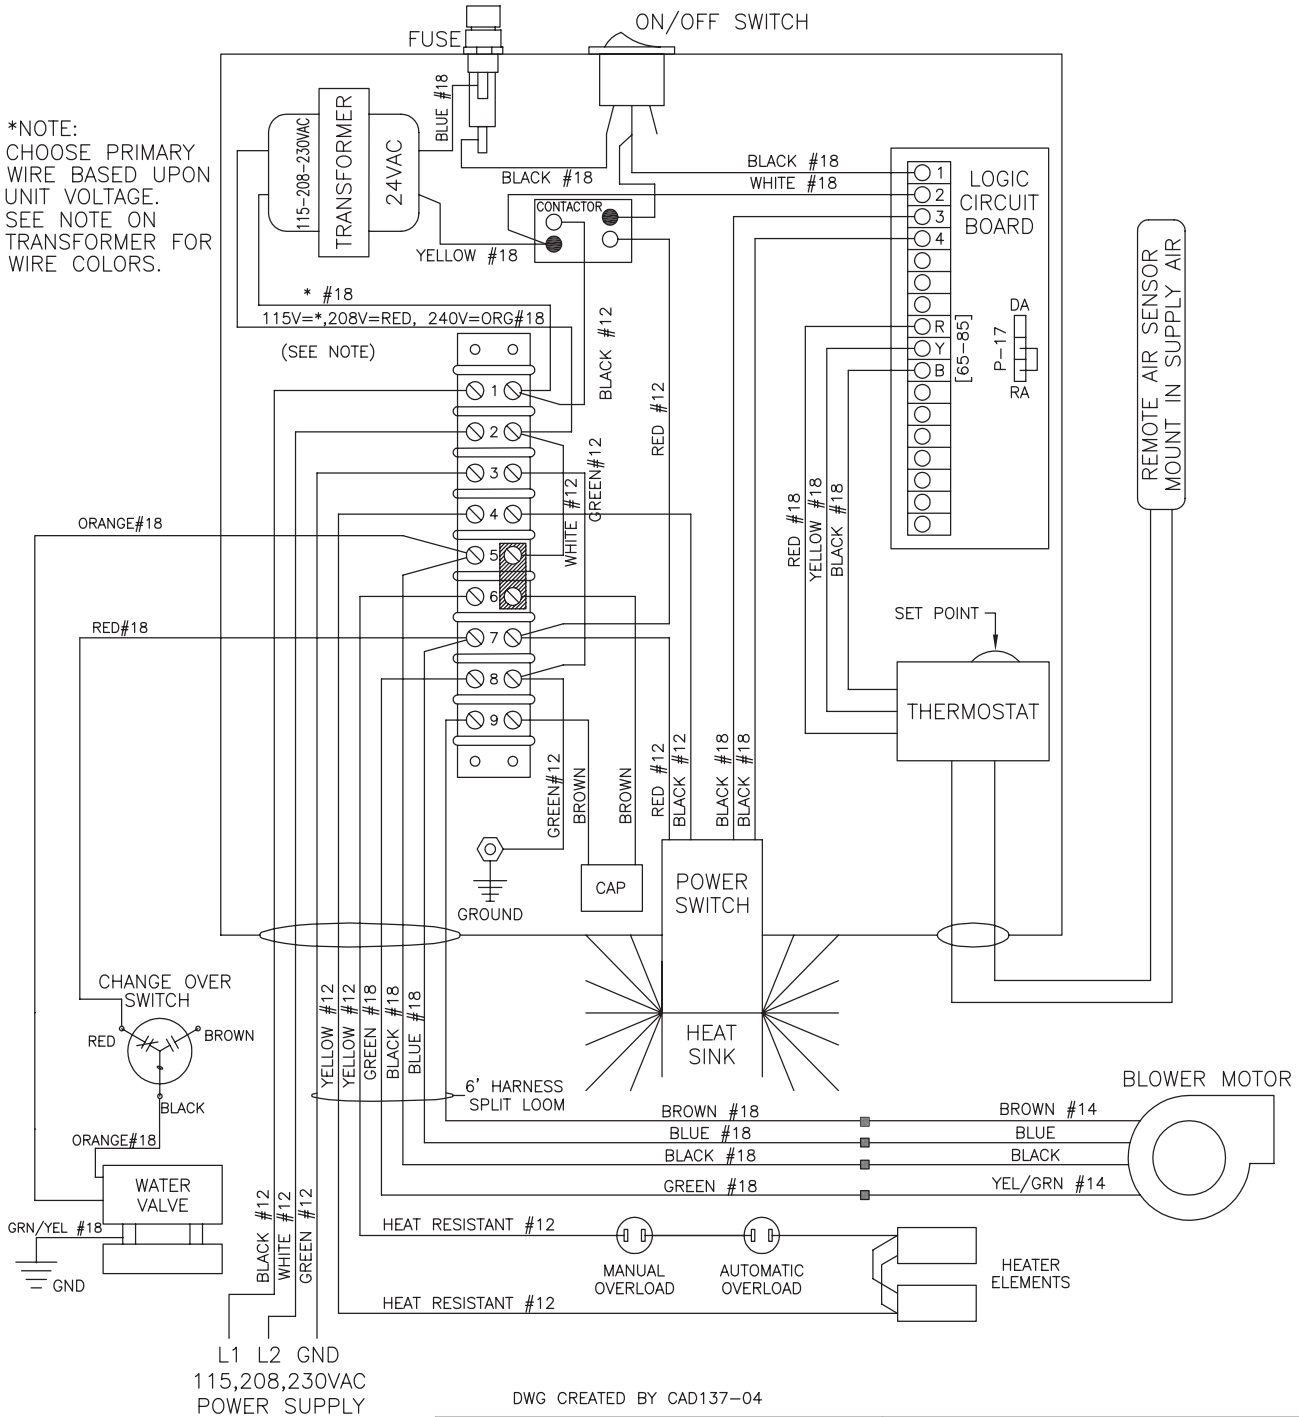 ON/OFF SWITCH
FUSE
BLUE #18
*NOTE:
CHOOSE PRIMARY
WIRE BASED UPON
UNIT VOLTAGE.
SEE NOTE ON
TRANSFORMER FOR
WIRE COLORS.
115-208-230VAC
TRANSFORMER
24VAC
BLACK #18
BLACK #18
WHITE #18
CONTACTOR
YELLOW #18
1
2
3
4
R
Y
B
LOGIC
CIRCUIT
BOARD
[65-85]
P-17
DA
RA
REMOTE AIR SENSOR
MOUNT IN SUPPLY AIR
* #18
115V=*,208V=RED, 240V=ORG#18
(SEE NOTE)
BLACK #12
RED #12
1
2
3
4
5
6
7
8
9
WHITE #12
GREEN#12
ORANGE#18
RED#18
RED #18
YELLOW #18
BLACK #18
SET POINT
THERMOSTAT
GREEN#12
BROWN
BROWN
RED #12
BLACK #12
BLACK #18
BLACK #18
GROUND
CAP
POWER
SWITCH
HEAT
SINK
CHANGE OVER
SWITCH
RED
BROWN
BLACK
ORANGE#18
WATER
VALVE
GRN/YEL #18
GND
YELLOW #12
YELLOW #12
GREEN #18
BLACK #18
BLUE #18
6' HARNESS
SPLIT LOOM
BLOWER MOTOR
BROWN #18
BROWN #14
BLUE #18
BLUE
BLACK #18
BLACK
GREEN #18
YEL/GRN #14
BLACK #12
WHITE #12
GREEN #12
HEAT RESISTANT #12
MANUAL
OVERLOAD
AUTOMATIC
OVERLOAD
HEATER
ELEMENTS
HEAT RESISTANT #12
L1 L2 GND
115,208,230VAC
POWER SUPPLY
DWG CREATED BY CAD137-04